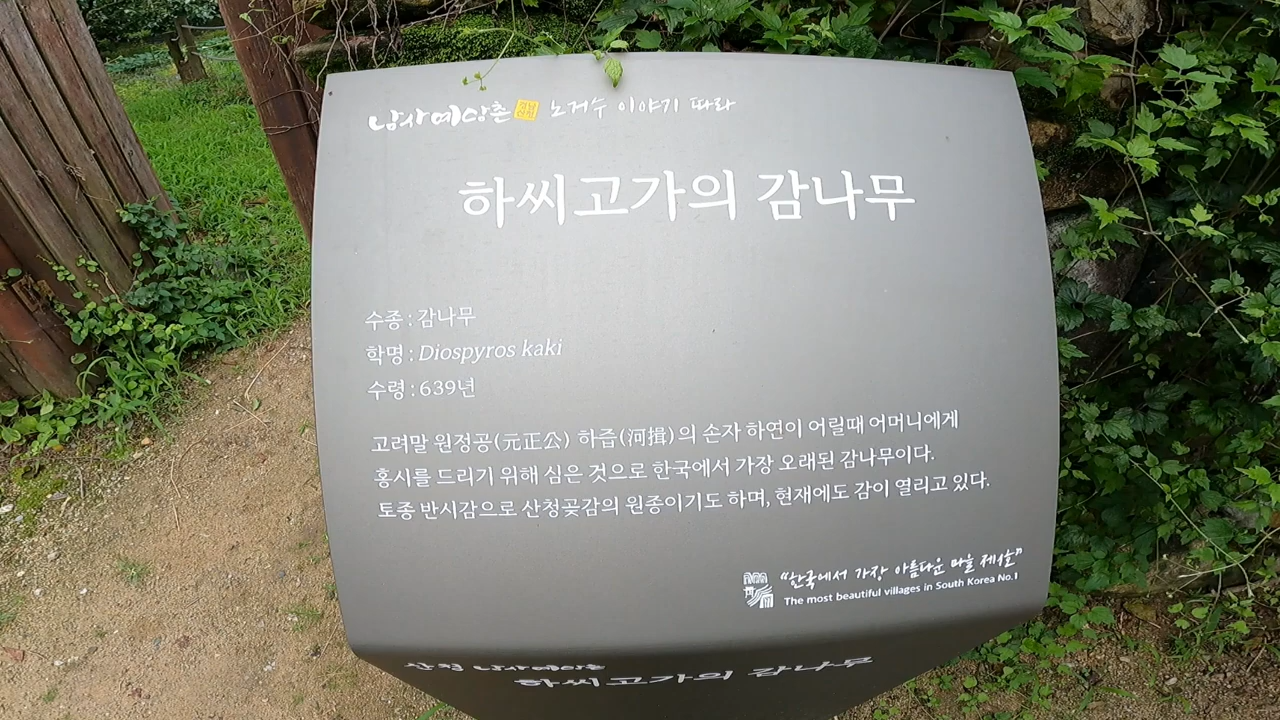 남사예담촌 노거수 이야기 따라
하씨고가의 감나무
수종 : 감나무
학명 : Diospyros kaki
수령 : 639년
고려말 원정공(元正公) 하즙(河揖)의 손자 하연이 어릴때 어머니에게
홍시를 드리기 위해 심은 것으로 한국에서 가장 오래된 감나무이다.
토종 반시감으로 산청곶감의 원종이기도 하며, 현재에도 감이 열리고 있다.
"한국에서 가장 아름다운 마을 제1호"
The most beautiful villages in South Korea No.1
산청 남사예담촌
하씨고가의 감나무